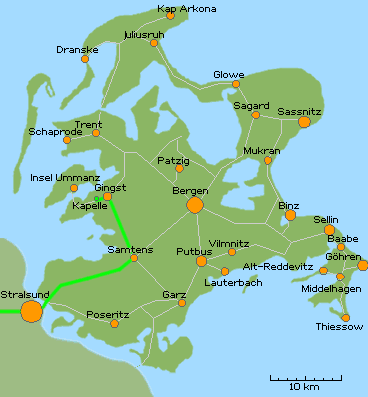 Kap Arkona
Juliusruh
Dranske
Glowe
Sagard
Sassnitz
Trent
Schaprode
Mukran
Patzig
Insel Ummanz
Gingst
Kapelle
Bergen
Binz
Sellin
Baabe
Vilmnitz
Samtens
Putbus
Göhren
Alt-Reddevitz
Lauterbach
Middelhagen
Stralsund
Garz
Poseritz
Thiessow
10 km